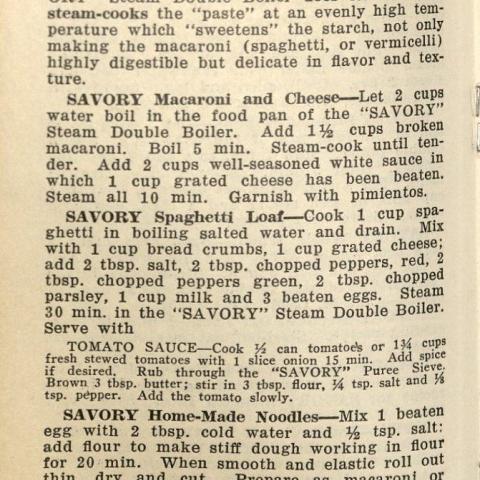 steam-cooks the "paste" at an evenly high tem-
perature which "sweetens" the starch, not only
making the macaroni (spaghetti, or vermicelli)
highly digestible but delicate in flavor and tex-
ture.
SAVORY Macaroni and Cheese—Let 2 cups
water boil in the food pan of the "SAVORY"
Steam Double Boiler. Add 1½ cups broken
macaroni. Boil 5 min. Steam-cook until ten-
der. Add 2 cups well-seasoned white sauce in
which 1 cup grated cheese has been beaten.
Steam all 10 min. Garnish with pimientos.
SAVORY Spaghetti Loaf—Cook 1 cup spa-
ghetti in boiling salted water and drain. Mix
with 1 cup bread crumbs, 1 cup grated cheese;
add 2 tbsp. salt, 2 tbsp. chopped peppers, red, 2
tbsp. chopped peppers green, 2 tbsp. chopped
parsley, 1 cup milk and 3 beaten eggs. Steam
30 min. in the "SAVORY" Steam Double Boiler.
Serve with
TOMATO SAUCE—Cook ½ can tomatoes or 1¾ cups
fresh stewed tomatoes with 1 slice onion 15 min. Add spice
if desired. Rub through the "SAVORY" Puree Sieve.
Brown 3 tbsp. butter; stir in 3 tbsp. flour, ¼ tsp. salt and ⅛
tsp. pepper. Add the tomato slowly.
SAVORY Home-Made Noodles—Mix 1 beaten
egg with 2 tbsp. cold water and ½ tsp. salt:
add flour to make stiff dough working in flour
for 20 min. When smooth and elastic roll out
thin, dry and cut. Prepare as macaroni or